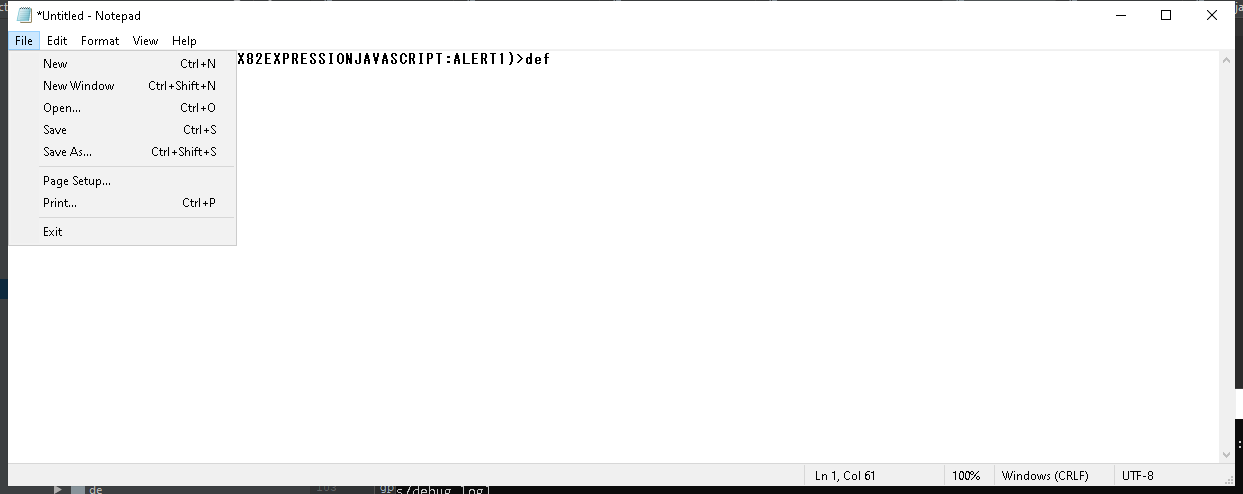 *Untitled - Notepad
File Edit Format View Help
X82EXPRESSIONJAVASCRIPT:ALERT1)>def
New Ctrl+N
New Window Ctrl+Shift+N
Open... Ctrl+O
Save Ctrl+S
Save As... Ctrl+Shift+S
Page Setup...
Print... Ctrl+P
Exit
Ln 1, Col 61 100% Windows (CRLF) UTF-8
de 103 s/debug.log]